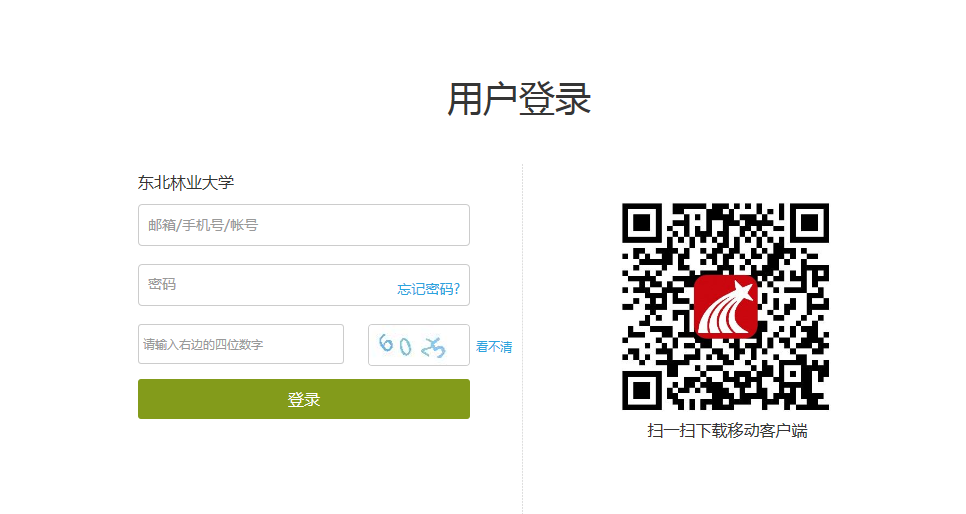 用户登录
东北林业大学
邮箱/手机号/帐号
密码
忘记密码?
请输入右边的四位数字
看不清
登录
扫一扫下载移动客户端